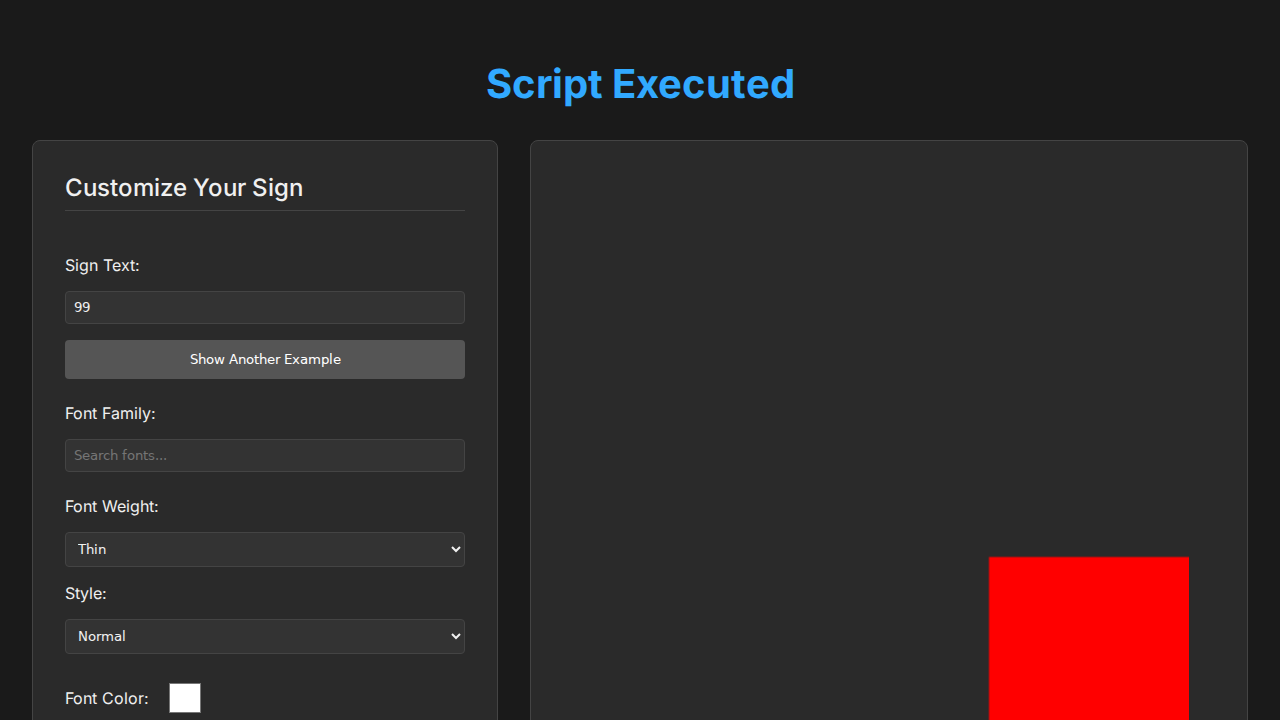 Script Executed
Customize Your Sign
Sign Text:
99
Show Another Example
Font Family:
Search fonts...
Font Weight:
Thin
Style:
Normal
Font Color: